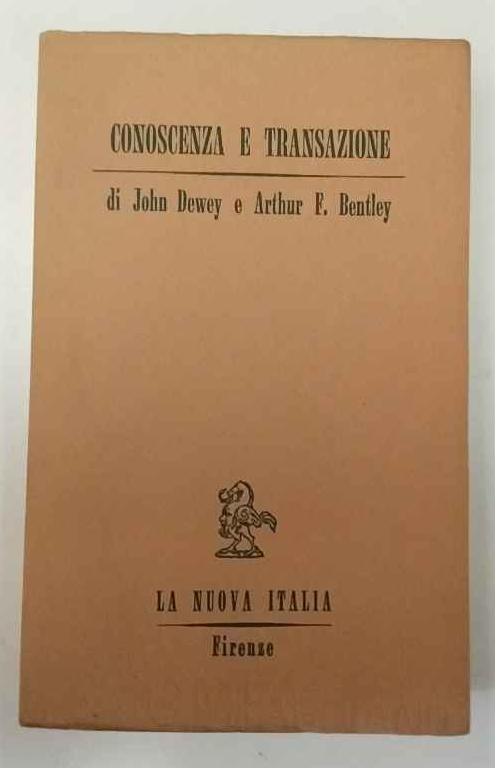 CONOSCENZA E TRANSAZIONE
di John Dewey e Arthur F. Bentley
LA NUOVA ITALIA
Firenze